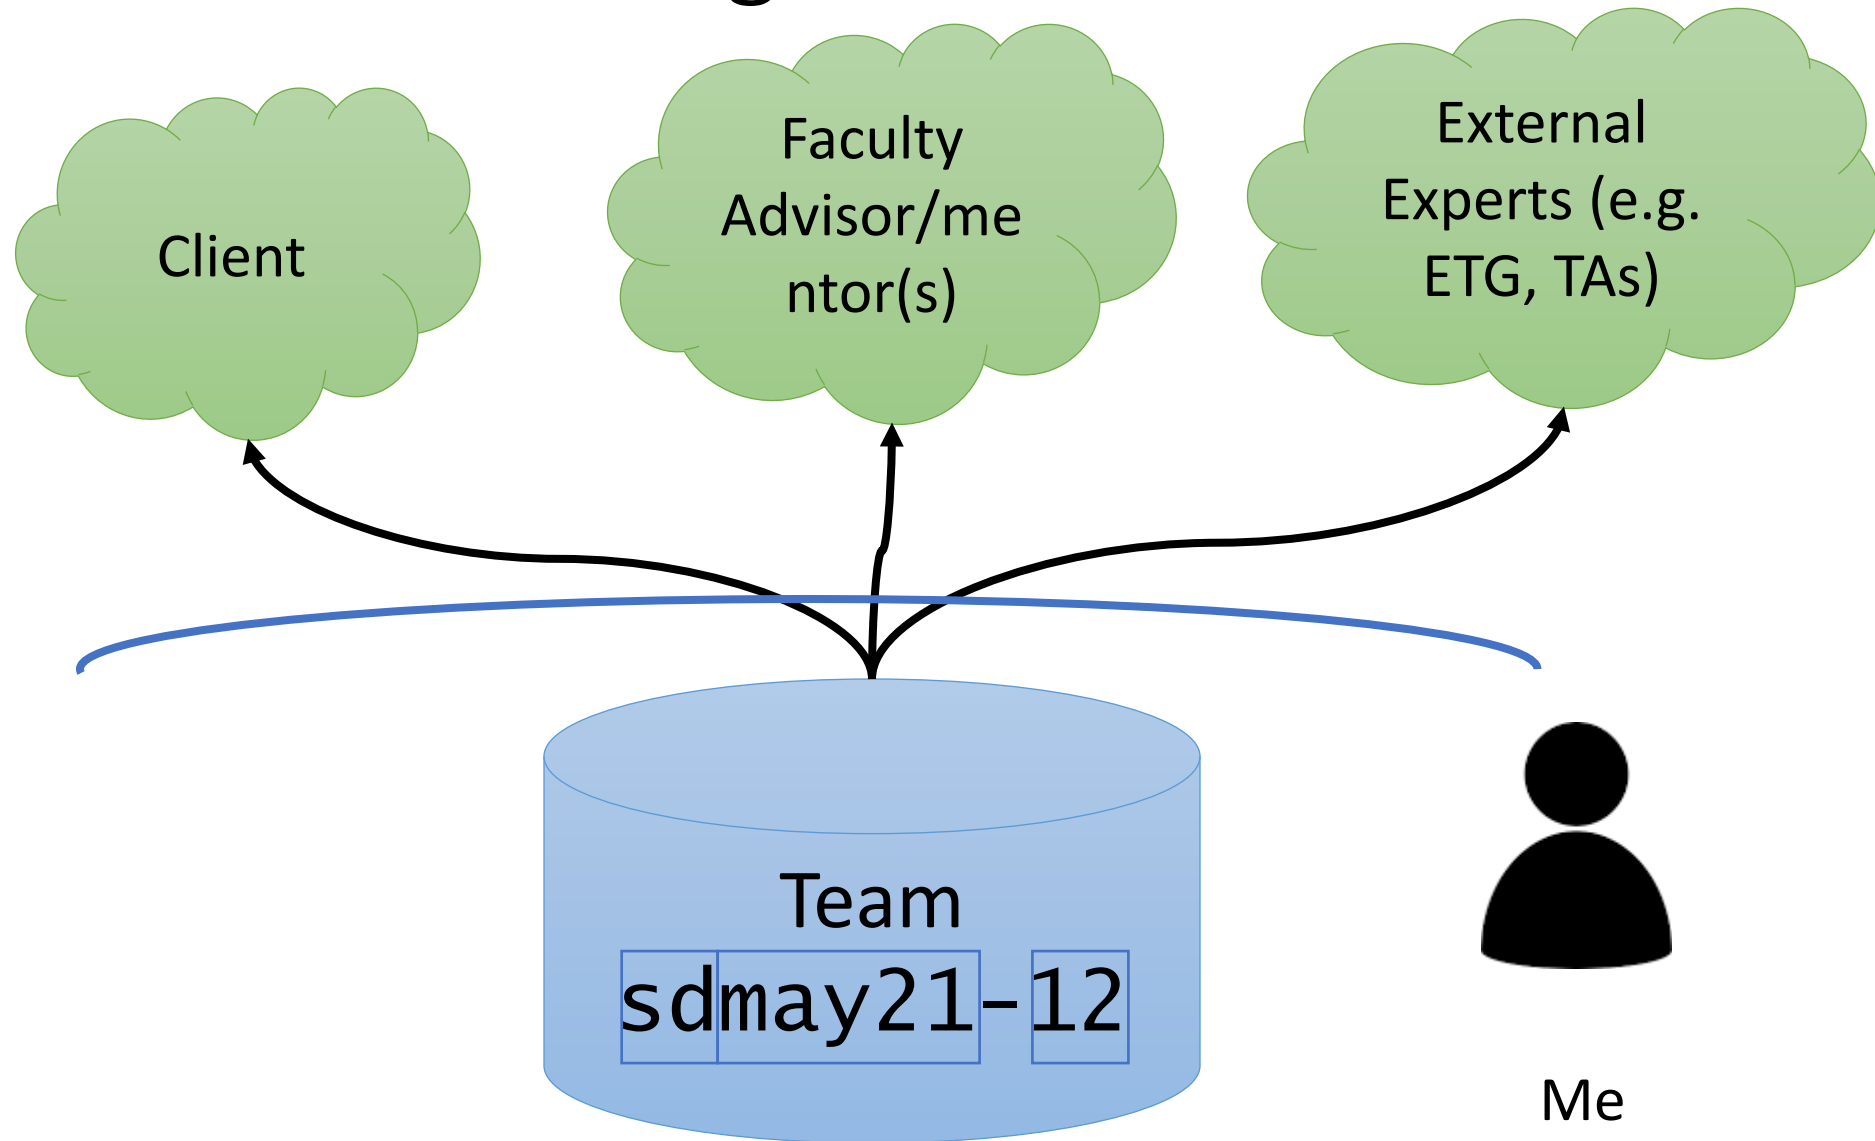 Client
Faculty
Advisor/me
ntor(s)
External
Experts (e.g.
ETG, TAs)
Team
sdmay21-12
Me